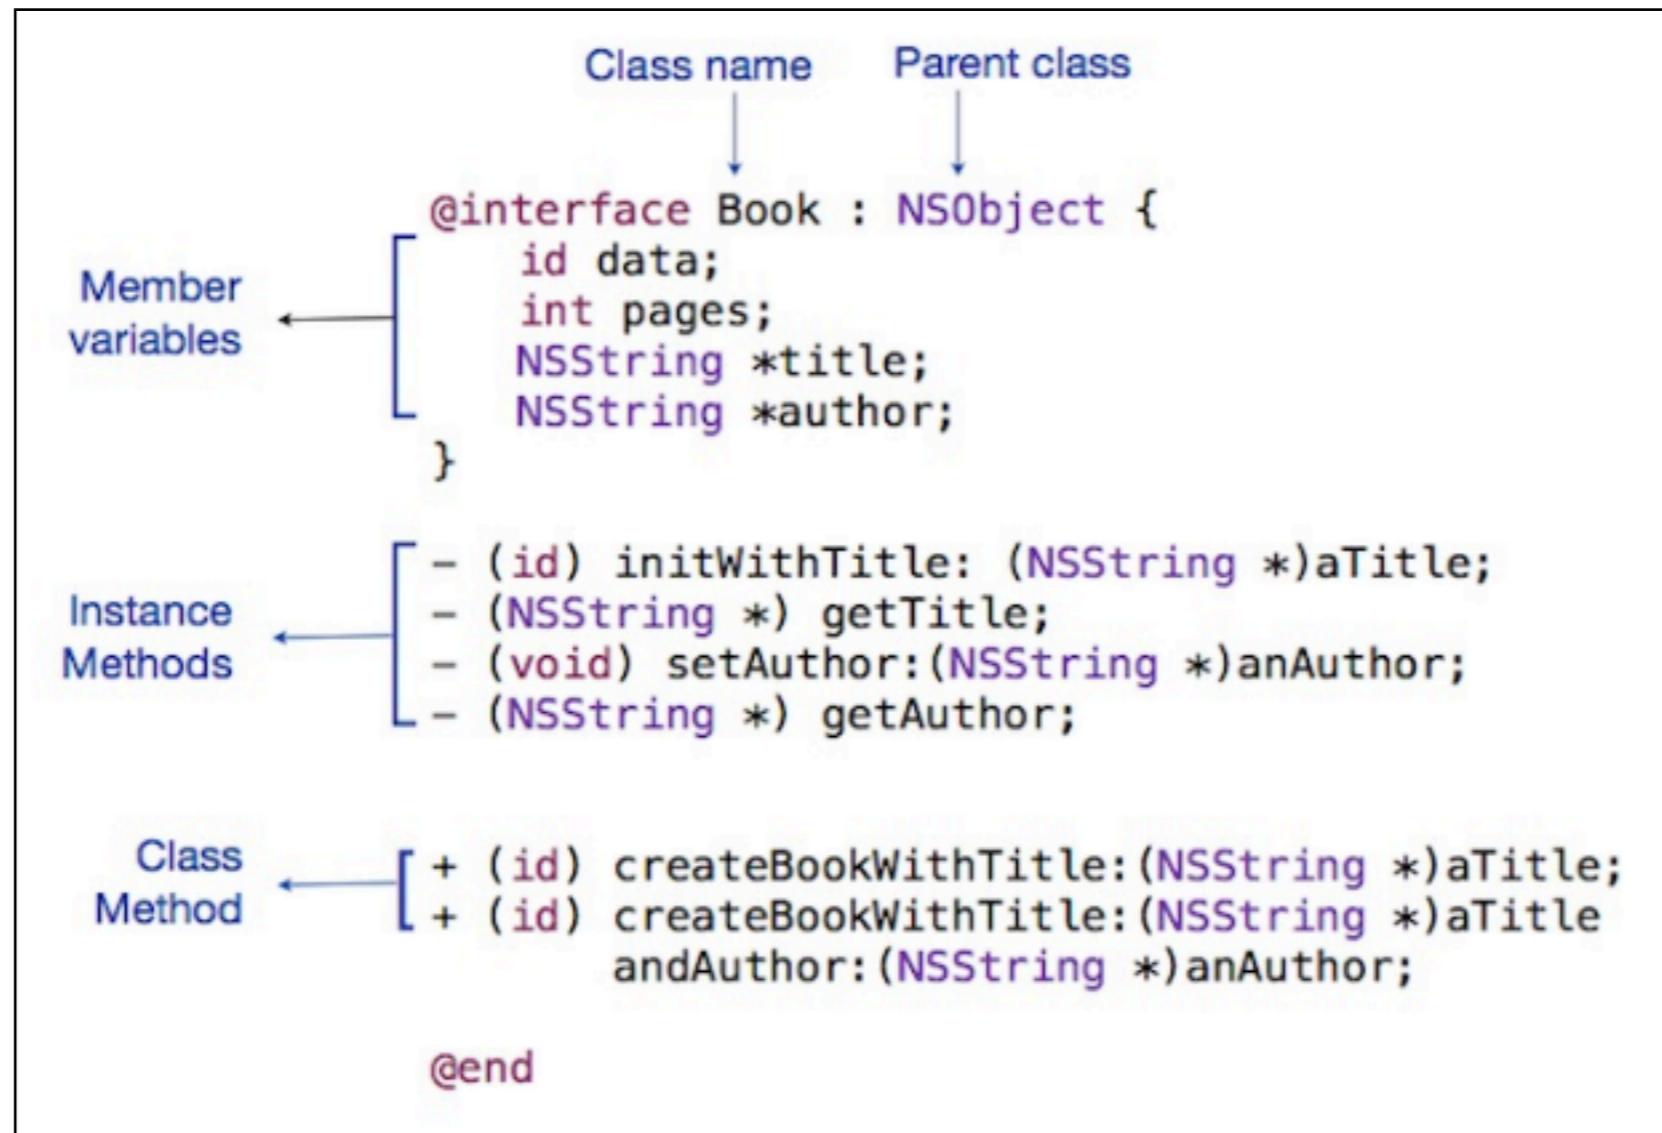 Class name Parent class
@interface Book : NSObject {
Member
variables
id data;
int pages;
NSString *title;
NSString *author;
}
Instance
Methods
- (id) initWithTitle: (NSString *)aTitle;
- (NSString *) getTitle;
- (void) setAuthor:(NSString *)anAuthor;
- (NSString *) getAuthor;
Class
Method
+ (id) createBookWithTitle:(NSString *)aTitle;
+ (id) createBookWithTitle:(NSString *)aTitle
andAuthor:(NSString *)anAuthor;
@end